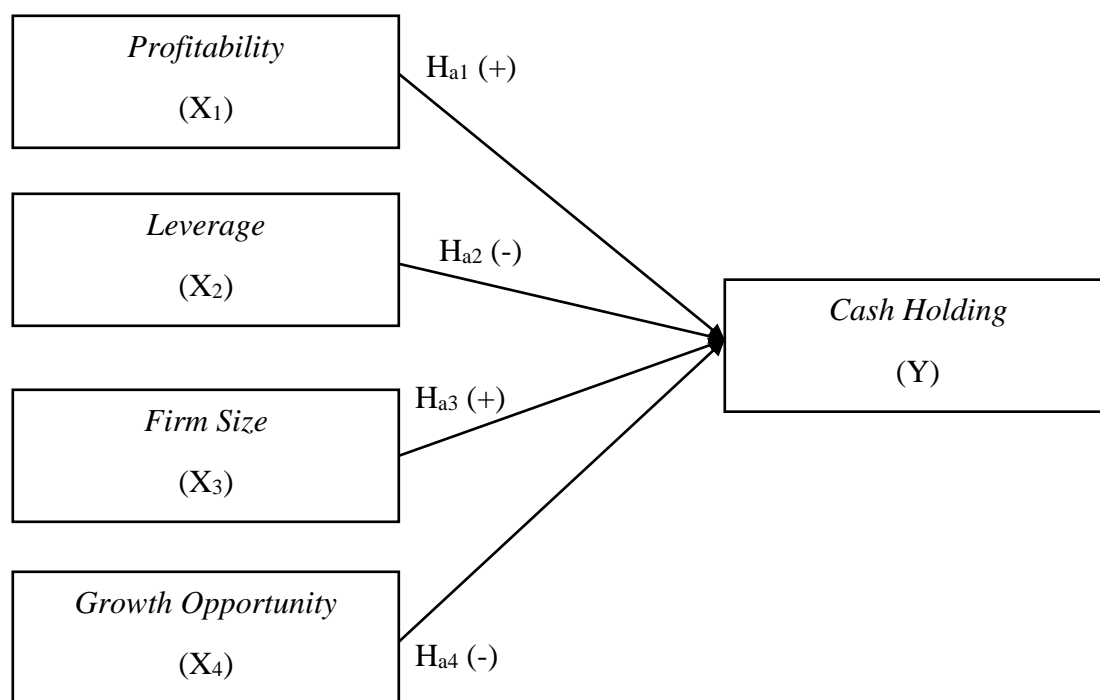 Profitability
(X₁)
Hₐ₁ (+)
Leverage
(X₂)
Hₐ₂ (-)
Firm Size
(X₃)
Hₐ₃ (+)
Growth Opportunity
(X₄)
Hₐ₄ (-)
Cash Holding
(Y)